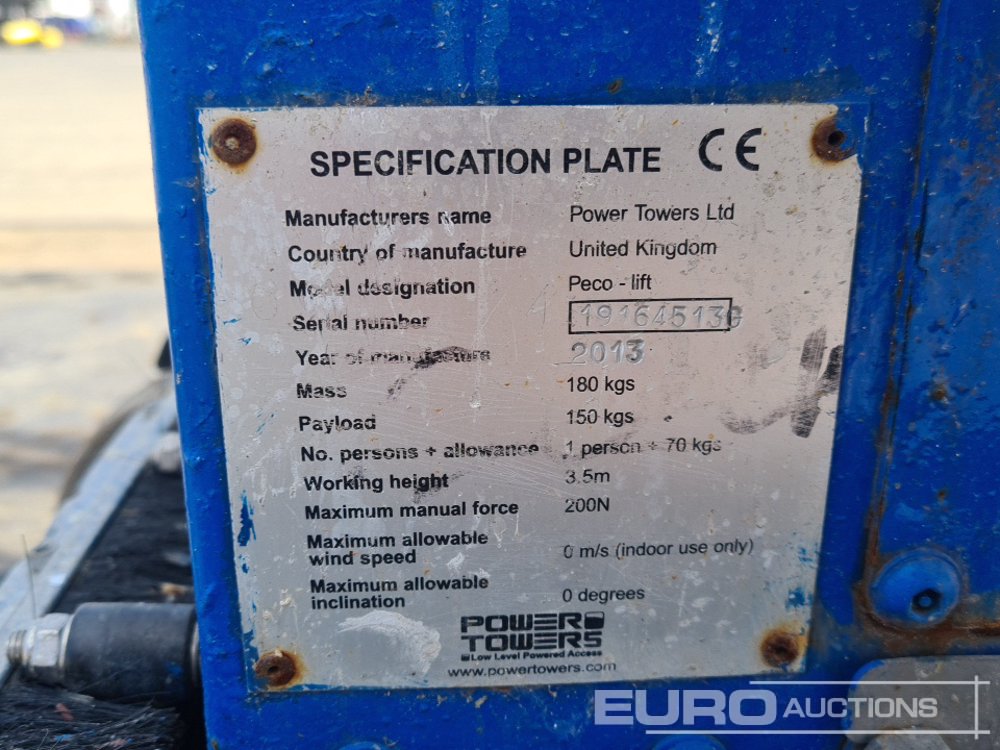 SPECIFICATION PLATE CE
Manufacturers name Power Towers Ltd
Country of manufacture United Kingdom
Model designation Peco - lift
Serial number
Year of manufacture 2013
Mass 180 kgs
Payload 150 kgs
No. persons + allowance 1 person + 70 kgs
Working height 3.5m
Maximum manual force 200N
Maximum allowable
wind speed 0 m/s (indoor use only)
Maximum allowable
inclination 0 degrees
POWER
TOWERS
Low Level Powered Access
www.powertowers.com
EURO AUCTIONS